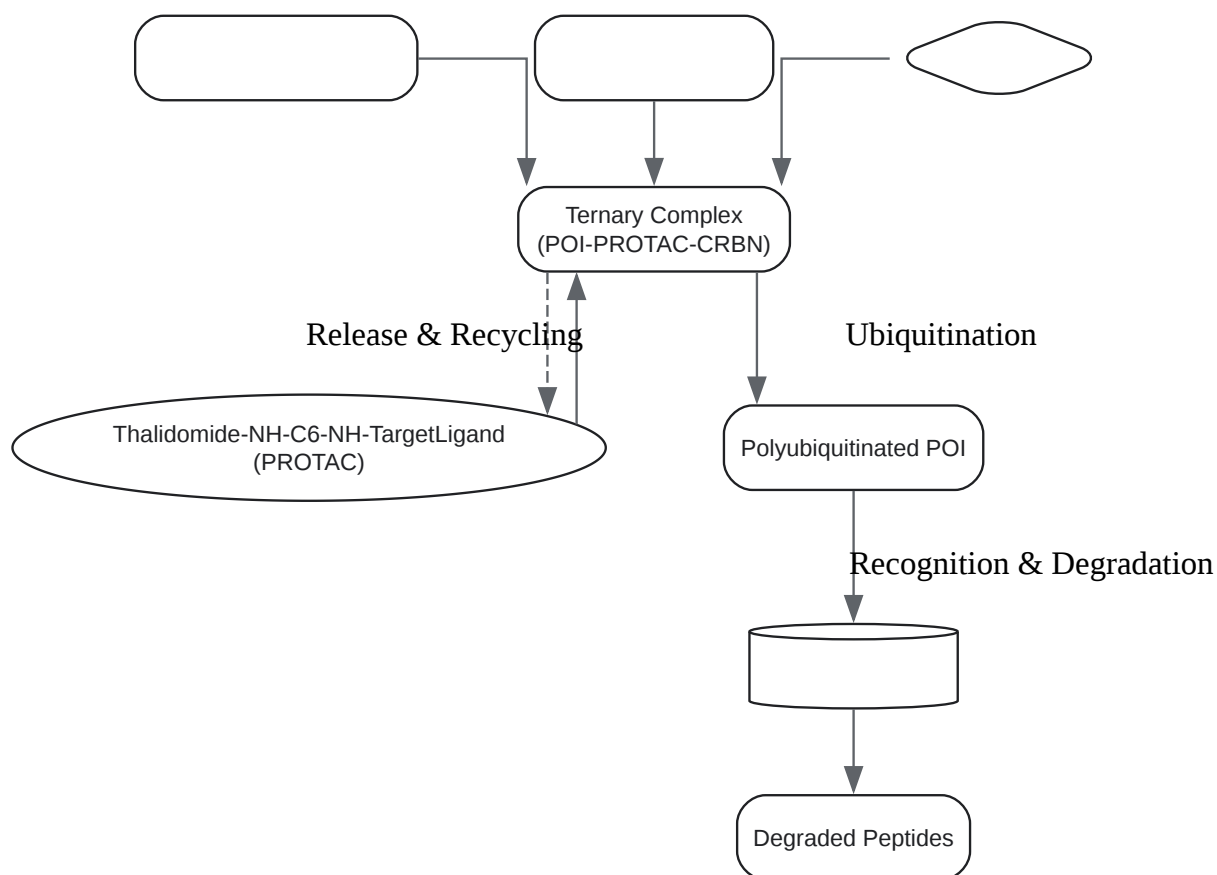 Ternary Complex
(POI-PROTAC-CRBN)
Release & Recycling
Ubiquitination
Thalidomide-NH-C6-NH-TargetLigand
(PROTAC)
Polyubiquitinated POI
Recognition & Degradation
Degraded Peptides